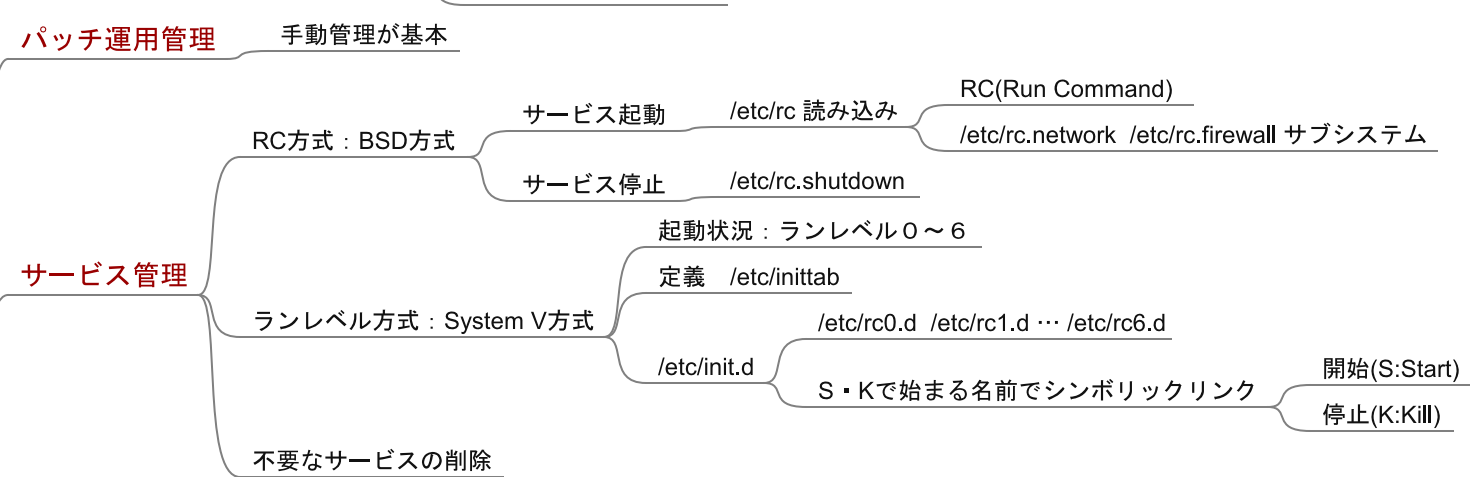 パッチ運用管理
手動管理が基本
サービス管理
RC方式：BSD方式
サービス起動
/etc/rc 読み込み
RC(Run Command)
/etc/rc.network /etc/rc.firewall サブシステム
サービス停止
/etc/rc.shutdown
ランレベル方式：System V方式
起動状況：ランレベル０～６
定義 /etc/inittab
/etc/init.d
/etc/rc0.d /etc/rc1.d … /etc/rc6.d
S・Kで始まる名前でシンボリックリンク
開始(S:Start)
停止(K:Kill)
不要なサービスの削除